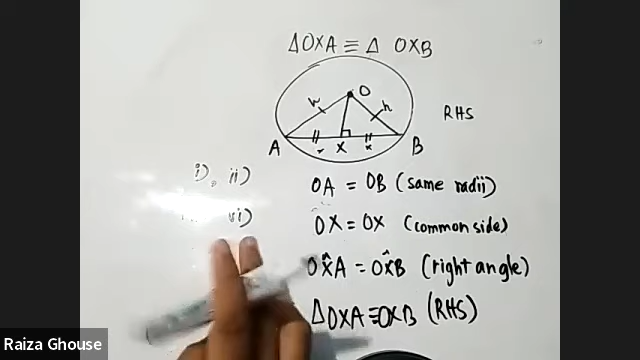 ΔOXA ≡ Δ OXB
O
h
h
RHS
A
x
X
x
B
i), ii)
OA = OB (same radii)
vi)
OX = OX (common side)
OX̂A = OX̂B (right angle)
ΔOXA ≡ OXB (RHS)
Raiza Ghouse